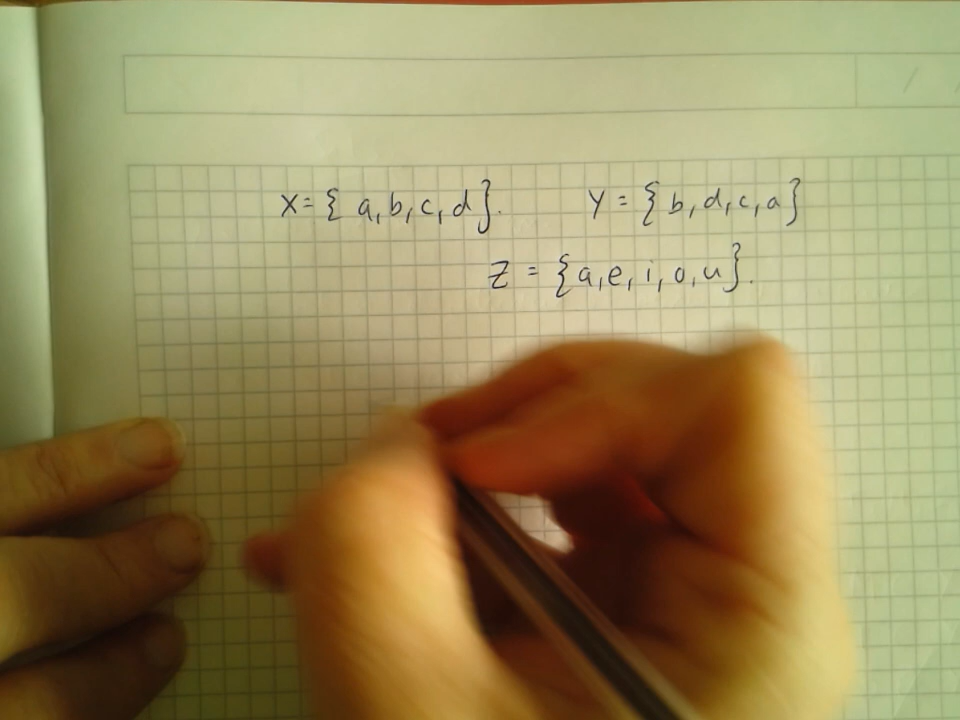 X = { a, b, c, d }. Y = { b, d, c, a }
Z = { a, e, i, o, u }.